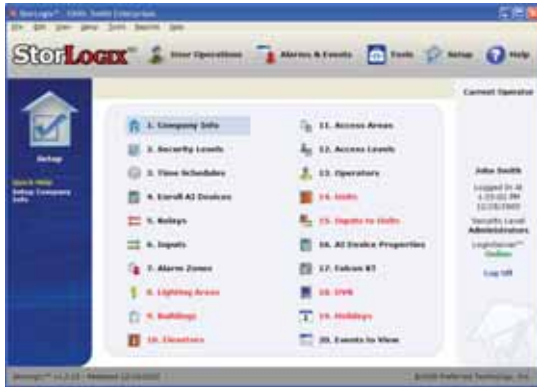 StorLogix
User Operations
Alarms & Events
Tools
Setup
Help
Current Operator
Setup
Quick Help
Setup Company
Info
1. Company Info
2. Security Levels
3. Time Schedules
4. Enroll AI Devices
5. Relays
6. Inputs
7. Alarm Zones
8. Lighting Areas
9. Buildings
10. Elevators
11. Access Areas
12. Access Levels
13. Operators
14. Units
15. Inputs to Units
16. AI Device Properties
17. Falcon XT
18. DVR
19. Holidays
20. Events to View
John Smith
Logged In At
Security Level
Administrators
Online
Log Off